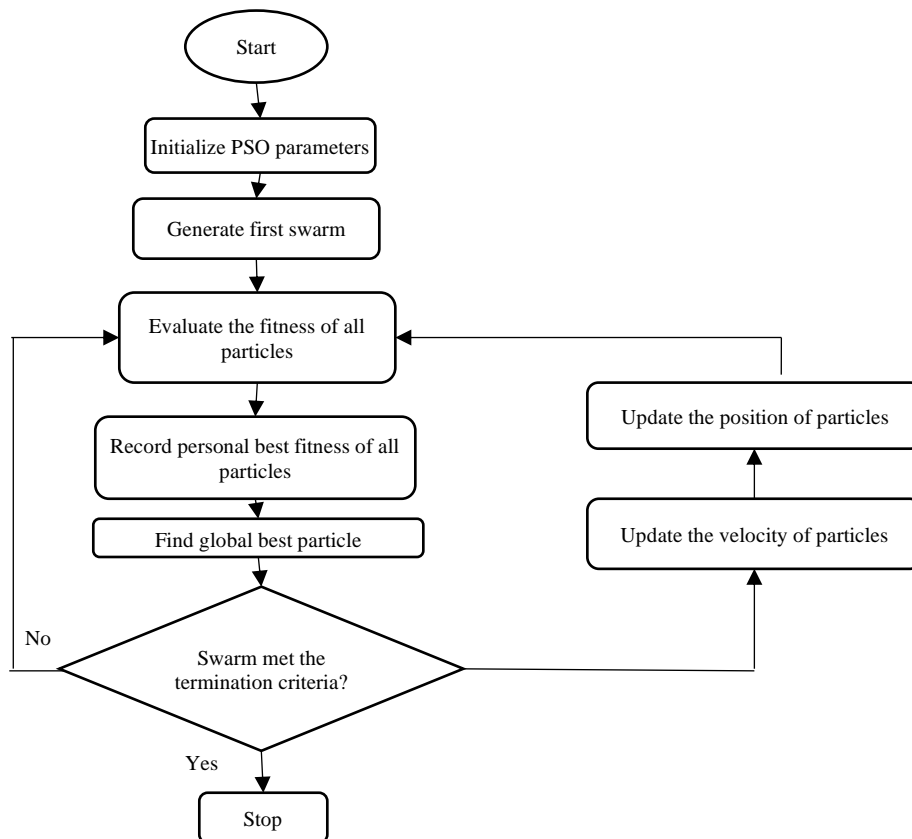 Start
Initialize PSO parameters
Generate first swarm
Evaluate the fitness of all
particles
Record personal best fitness of all
particles
Find global best particle
Update the position of particles
Update the velocity of particles
No
Swarm met the
termination criteria?
Yes
Stop